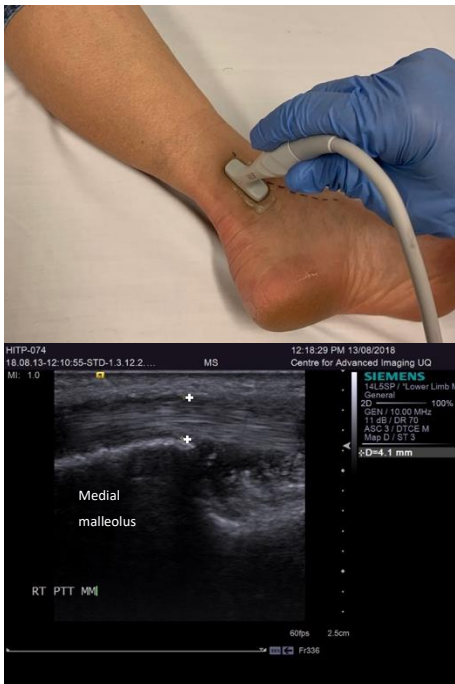 HITP-074
12:18:29 PM 13/08/2018
18.08.13-12:10:55-STD-1.3.12.2....
MS
Centre for Advanced Imaging UQ
MI: 1.0
SIEMENS
14L5SP / *Lower Limb M
General
2D 100%
GEN / 10.00 MHz
11 dB / DR 70
ASC 3 / DTCE M
Map D / ST 3
D=4.1 mm
Medial
malleolus
RT PTT MM
60fps 2.5cm
Fr336